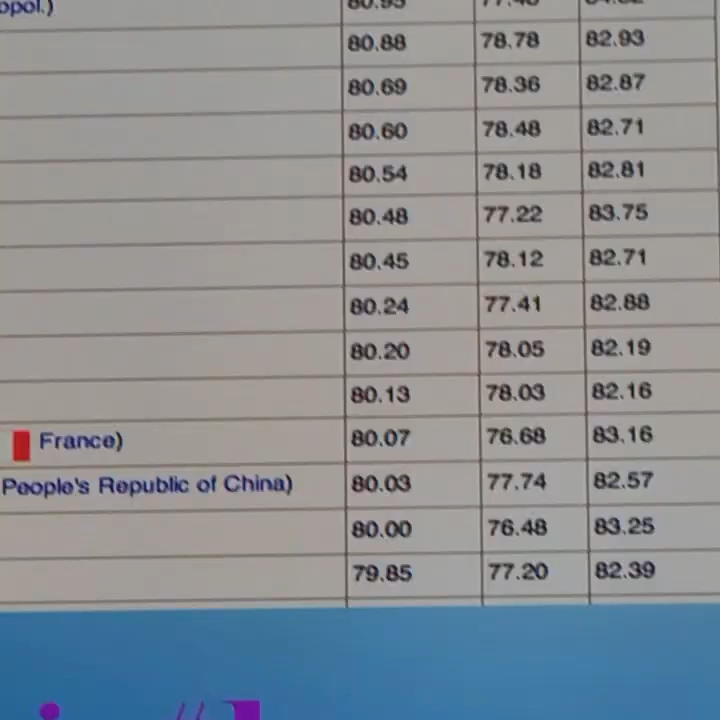 opol.)
80.88 78.78 82.93
80.69 78.36 82.87
80.60 78.48 82.71
80.54 78.18 82.81
80.48 77.22 83.75
80.45 78.12 82.71
80.24 77.41 82.88
80.20 78.05 82.19
80.13 78.03 82.16
France) 80.07 76.68 83.16
People's Republic of China) 80.03 77.74 82.57
80.00 76.48 83.25
79.85 77.20 82.39